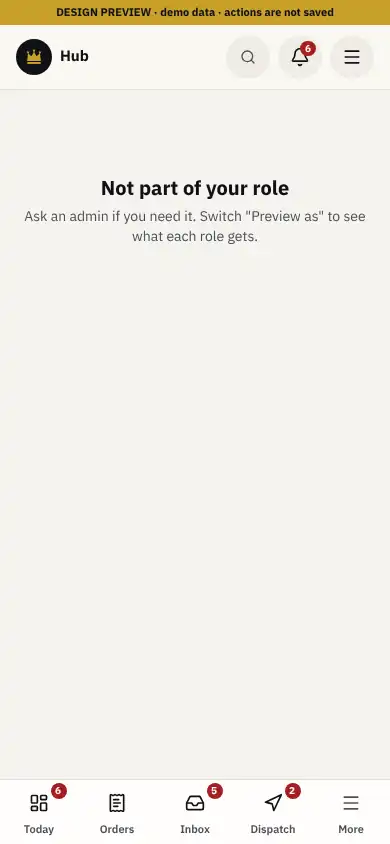 DESIGN PREVIEW · demo data · actions are not saved
Hub
6
Not part of your role
Ask an admin if you need it. Switch "Preview as" to see
what each role gets.
6
5
2
Today
Orders
Inbox
Dispatch
More